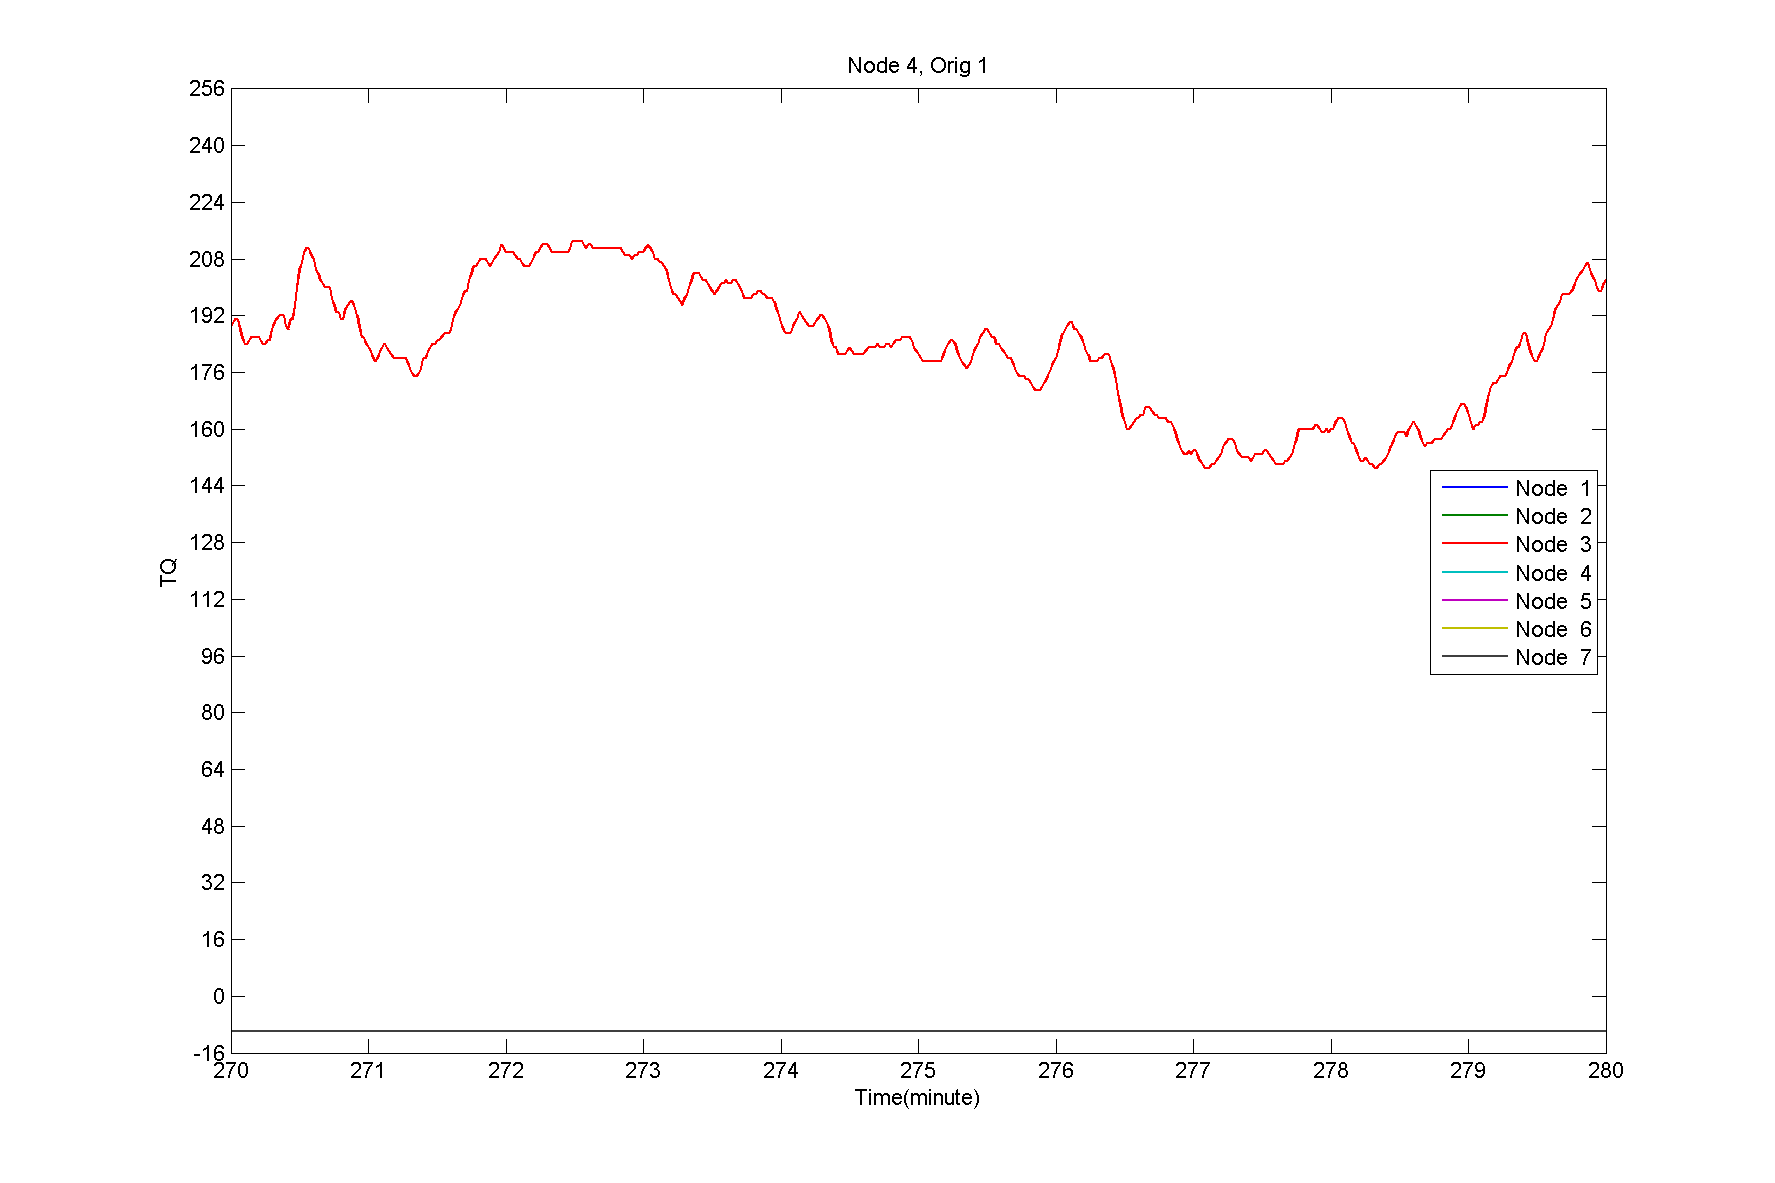 Node 4, Orig 1
256
240
224
208
192
176
160
144
128
112
96
80
64
48
32
16
0
-16
TQ
Node 1
Node 2
Node 3
Node 4
Node 5
Node 6
Node 7
270 271 272 273 274 275 276 277 278 279 280
Time(minute)